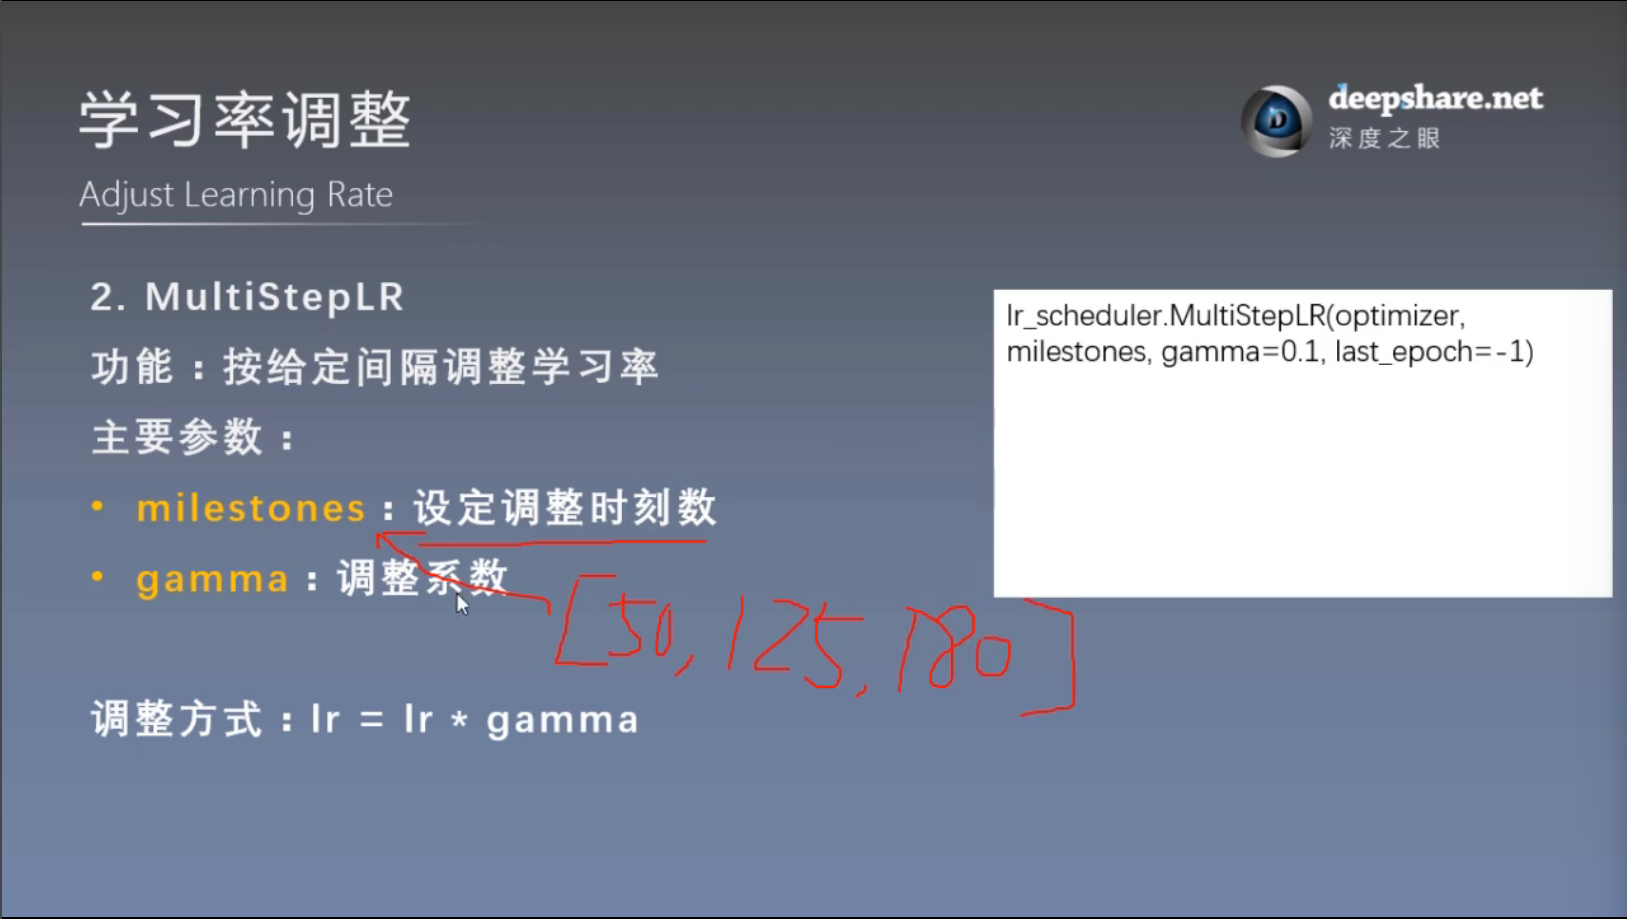 学习率调整
Adjust Learning Rate
deepshare.net
深度之眼
2. MultiStepLR
功能：按给定间隔调整学习率
主要参数：
• milestones：设定调整时刻数
• gamma：调整系数
[50, 125, 180]
调整方式：lr = lr * gamma
lr_scheduler.MultiStepLR(optimizer,
milestones, gamma=0.1, last_epoch=-1)